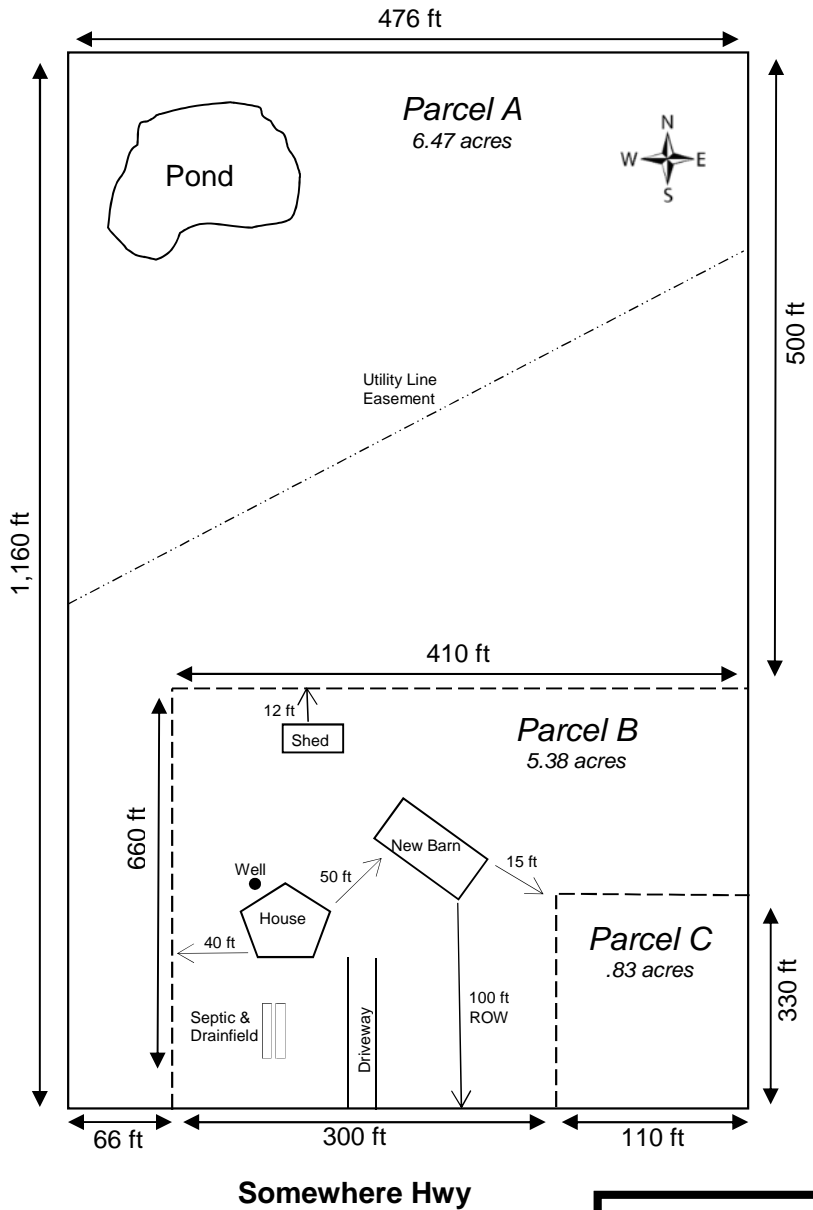 476 ft
Parcel A
6.47 acres
N
W E
S
Pond
500 ft
Utility Line
Easement
1,160 ft
410 ft
12 ft
Shed
Parcel B
5.38 acres
660 ft
New Barn
15 ft
Well
50 ft
House
40 ft
Parcel C
.83 acres
330 ft
100 ft
ROW
Septic &
Drainfield
Driveway
66 ft
300 ft
110 ft
Somewhere Hwy